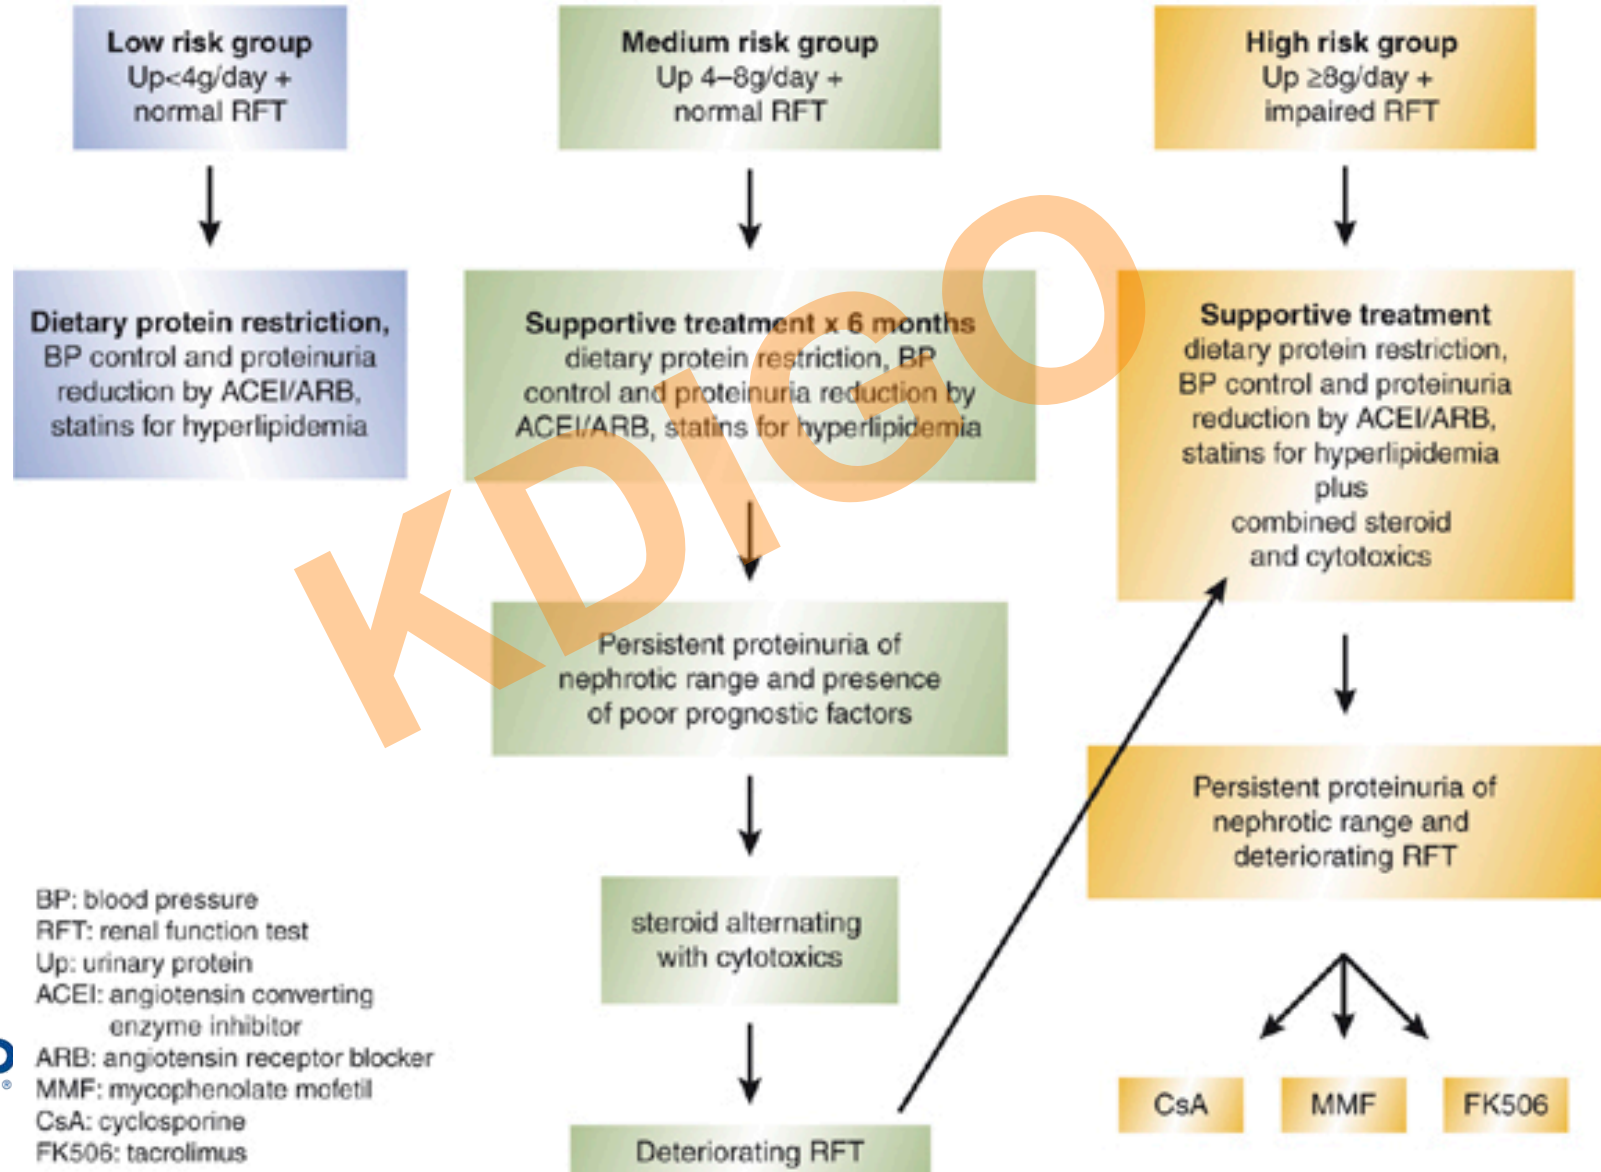 Low risk group
Up<4g/day +
normal RFT
Medium risk group
Up 4–8g/day +
normal RFT
High risk group
Up ≥8g/day +
impaired RFT
Dietary protein restriction,
BP control and proteinuria
reduction by ACEI/ARB,
statins for hyperlipidemia
Supportive treatment x 6 months
dietary protein restriction, BP
control and proteinuria reduction by
ACEI/ARB, statins for hyperlipidemia
Supportive treatment
dietary protein restriction,
BP control and proteinuria
reduction by ACEI/ARB,
statins for hyperlipidemia
plus
combined steroid
and cytotoxics
KDIGO
Persistent proteinuria of
nephrotic range and presence
of poor prognostic factors
Persistent proteinuria of
nephrotic range and
deteriorating RFT
steroid alternating
with cytotoxics
Deteriorating RFT
CsA
MMF
FK506
BP: blood pressure
RFT: renal function test
Up: urinary protein
ACEI: angiotensin converting
enzyme inhibitor
ARB: angiotensin receptor blocker
MMF: mycophenolate mofetil
CsA: cyclosporine
FK506: tacrolimus
®